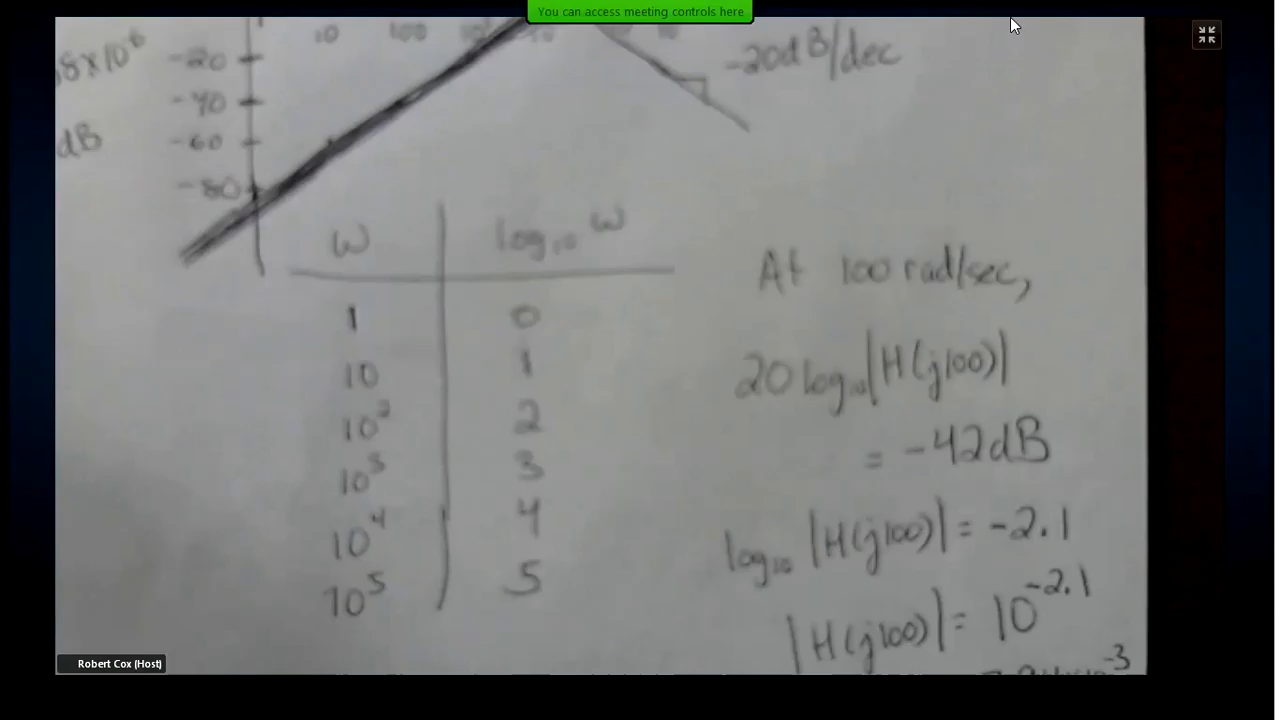 You can access meeting controls here
10 100
-20dB/dec
8x10⁻⁶
-20
-40
dB
-60
-80
ω log₁₀ ω
1 0
10 1
10² 2
10³ 3
10⁴ 4
10⁵ 5
At 100 rad/sec,
20 log₁₀|H(j100)|
= -42dB
log₁₀ |H(j100)| = -2.1
|H(j100)| = 10⁻²·¹
Robert Cox (Host)